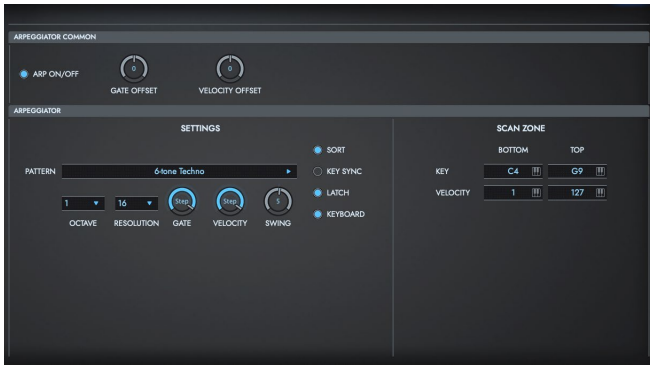 ARPEGGIATOR COMMON
ARP ON/OFF
0
0
GATE OFFSET
VELOCITY OFFSET
ARPEGGIATOR
SETTINGS
SCAN ZONE
SORT
BOTTOM
TOP
PATTERN
6-tone Techno
KEY SYNC
KEY
C4
G9
LATCH
VELOCITY
1
127
1
16
Step
Step
S
KEYBOARD
OCTAVE
RESOLUTION
GATE
VELOCITY
SWING